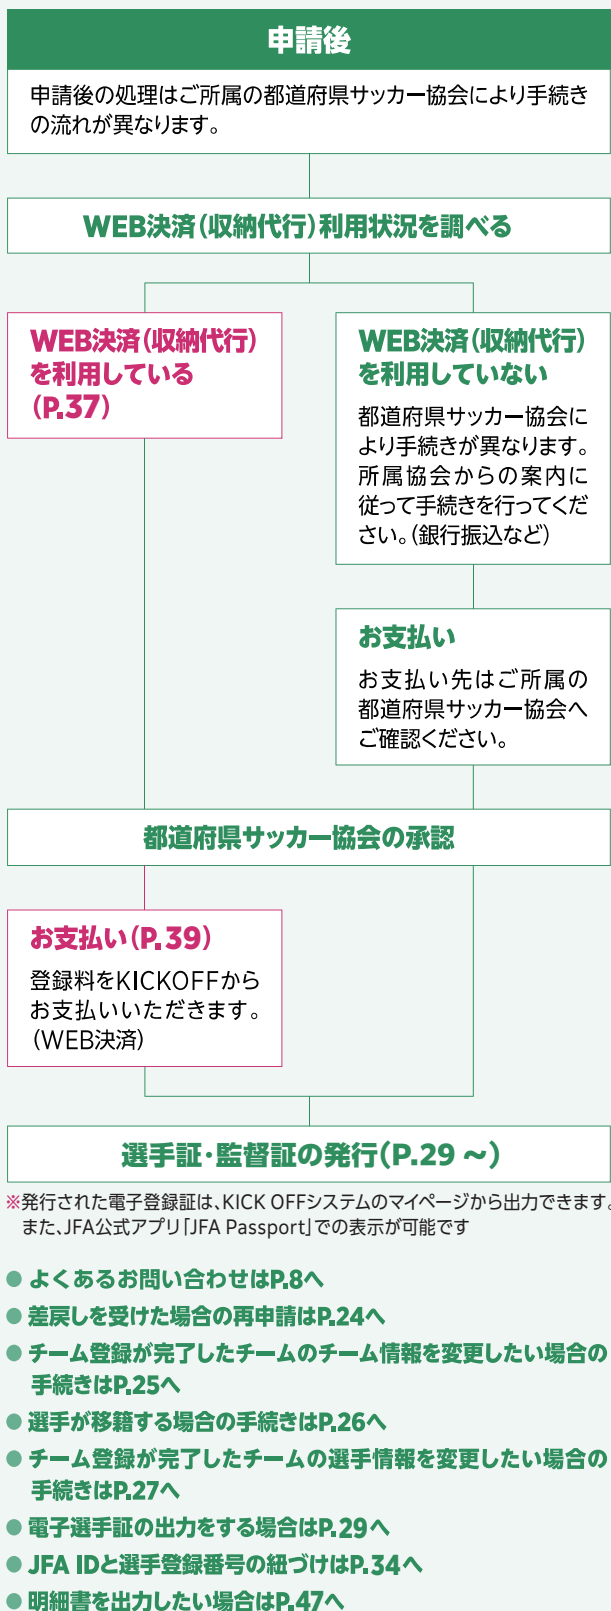 申請後
申請後の処理はご所属の都道府県サッカー協会により手続き
の流れが異なります。
WEB決済(収納代行)利用状況を調べる
WEB決済(収納代行)
を利用している
(P.37)
WEB決済(収納代行)
を利用していない
都道府県サッカー協会に
より手続きが異なります。
所属協会からの案内に
従って手続きを行ってくだ
さい。(銀行振込など)
お支払い
お支払い先はご所属の
都道府県サッカー協会へ
ご確認ください。
都道府県サッカー協会の承認
お支払い(P.39)
登録料をKICKOFFから
お支払いいただきます。
(WEB決済)
選手証・監督証の発行(P.29 ~)
※発行された電子登録証は、KICK OFFシステムのマイページから出力できます。
また、JFA公式アプリ「JFA Passport」での表示が可能です
● よくあるお問い合わせはP.8へ
● 差戻しを受けた場合の再申請はP.24へ
● チーム登録が完了したチームのチーム情報を変更したい場合の
手続きはP.25へ
● 選手が移籍する場合の手続きはP.26へ
● チーム登録が完了したチームの選手情報を変更したい場合の
手続きはP.27へ
● 電子選手証の出力をする場合はP.29へ
● JFA IDと選手登録番号の紐づけはP.34へ
● 明細書を出力したい場合はP.47へ